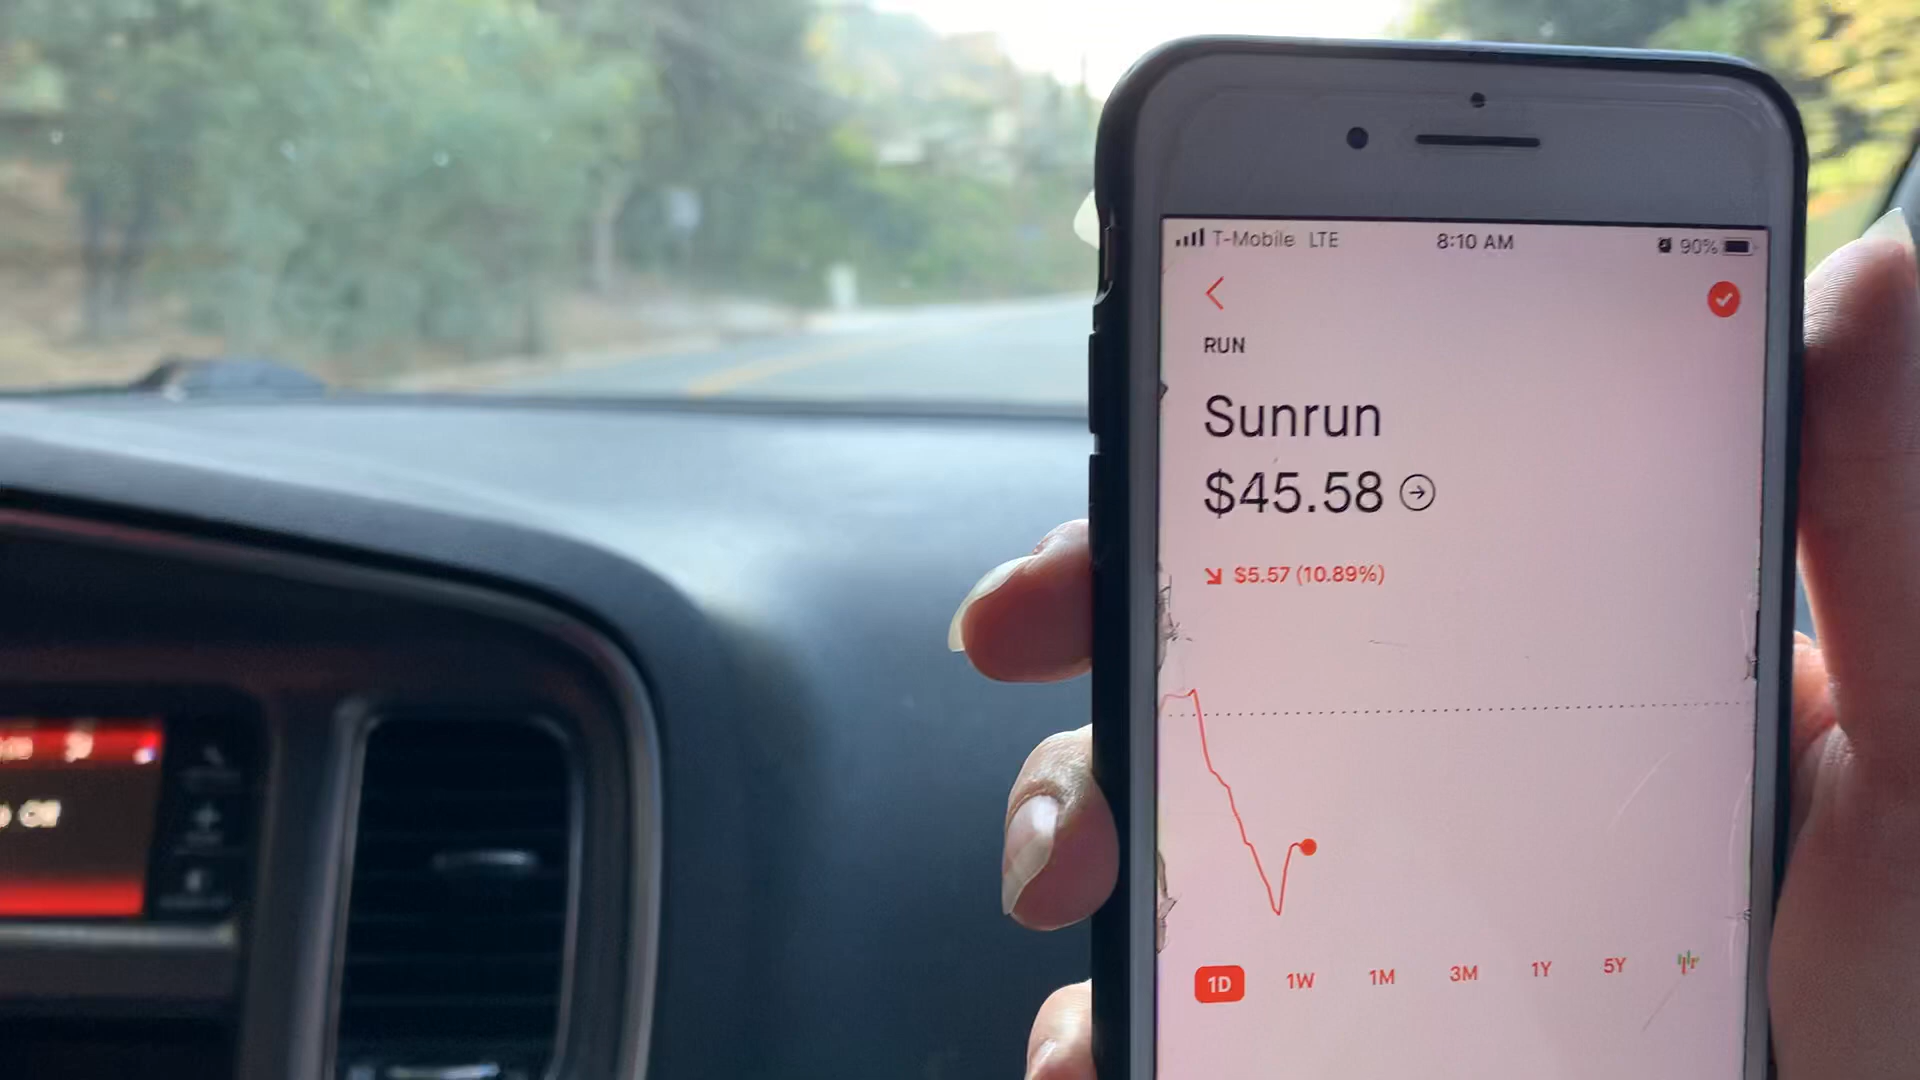 T-Mobile LTE 8:10 AM 90%
RUN
Sunrun
$45.58
$5.57 (10.89%)
1D 1W 1M 3M 1Y 5Y
Off